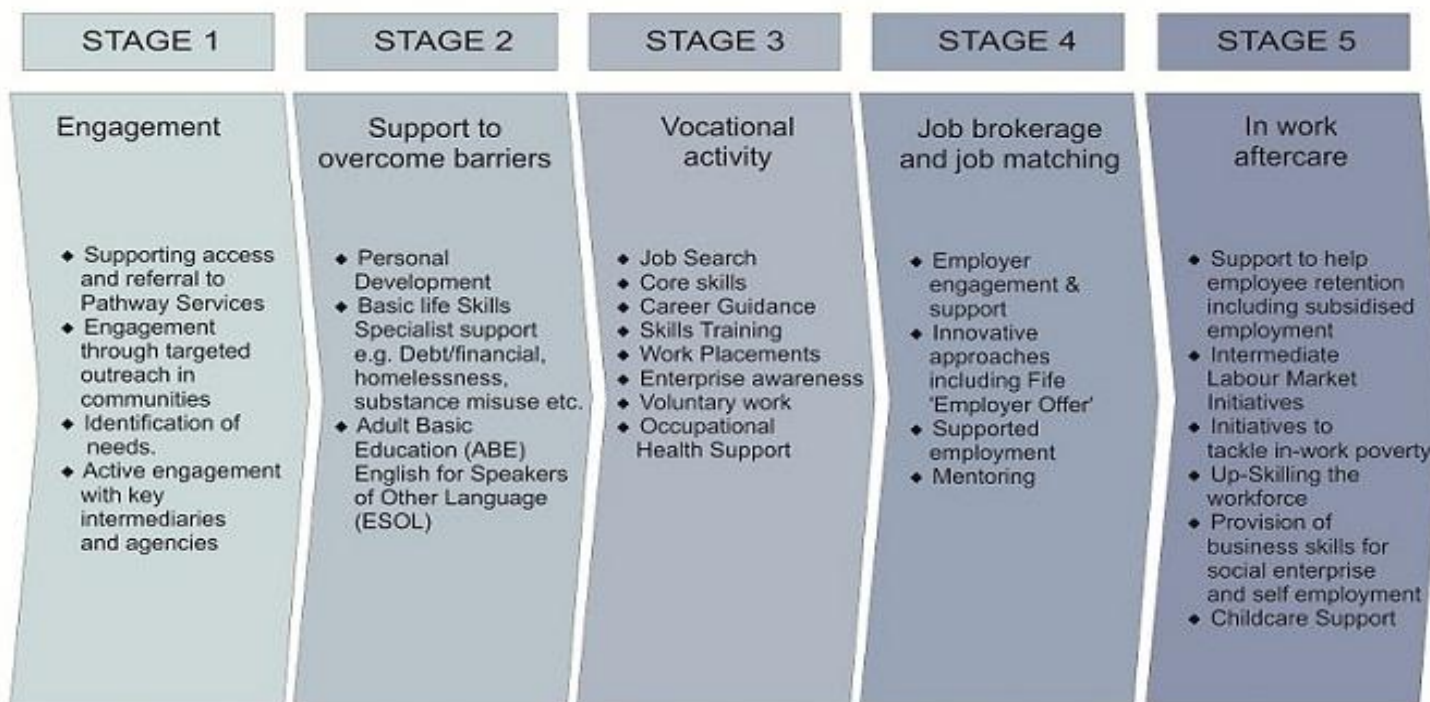 STAGE 1
Engagement
◆ Supporting access
and referral to
Pathway Services
◆ Engagement
through targeted
outreach in
communities
◆ Identification of
needs.
◆ Active engagement
with key
intermediaries
and agencies
STAGE 2
Support to
overcome barriers
◆ Personal
Development
◆ Basic life Skills
Specialist support
e.g. Debt/financial,
homelessness,
substance misuse etc.
◆ Adult Basic
Education (ABE)
English for Speakers
of Other Language
(ESOL)
STAGE 3
Vocational
activity
◆ Job Search
◆ Core skills
◆ Career Guidance
◆ Skills Training
◆ Work Placements
◆ Enterprise awareness
◆ Voluntary work
◆ Occupational
Health Support
STAGE 4
Job brokerage
and job matching
◆ Employer
engagement &
support
◆ Innovative
approaches
including Fife
'Employer Offer'
◆ Supported
employment
◆ Mentoring
STAGE 5
In work
aftercare
◆ Support to help
employee retention
including subsidised
employment
◆ Intermediate
Labour Market
Initiatives
◆ Initiatives to
tackle in-work poverty
◆ Up-Skilling the
workforce
◆ Provision of
business skills for
social enterprise
and self employment
◆ Childcare Support